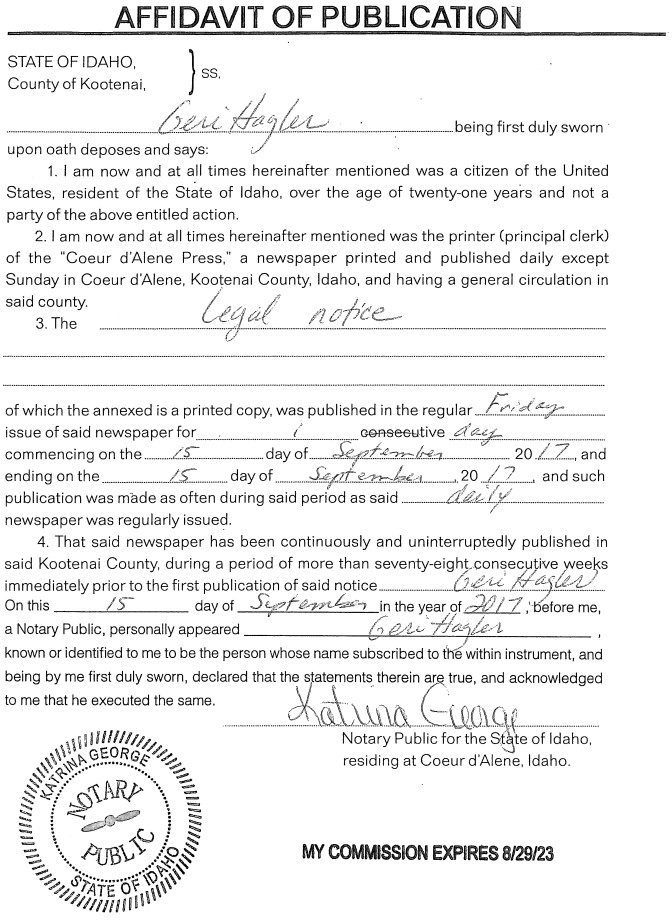 AFFIDAVIT OF PUBLICATION
STATE OF IDAHO,
County of Kootenai,
} SS.
Geri Hagler being first duly sworn
upon oath deposes and says:
1. I am now and at all times hereinafter mentioned was a citizen of the United
States, resident of the State of Idaho, over the age of twenty-one years and not a
party of the above entitled action.
2. I am now and at all times hereinafter mentioned was the printer (principal clerk)
of the "Coeur d'Alene Press," a newspaper printed and published daily except
Sunday in Coeur d'Alene, Kootenai County, Idaho, and having a general circulation in
said county.
3. The Legal notice
of which the annexed is a printed copy, was published in the regular Friday
issue of said newspaper for 1 consecutive day
commencing on the 15 day of September 2017, and
ending on the 15 day of September, 2017, and such
publication was made as often during said period as said daily
newspaper was regularly issued.
4. That said newspaper has been continuously and uninterruptedly published in
said Kootenai County, during a period of more than seventy-eight consecutive weeks
immediately prior to the first publication of said notice Geri Hagler
On this 15 day of September in the year of 2017, before me,
a Notary Public, personally appeared Geri Hagler,
known or identified to me to be the person whose name subscribed to the within instrument, and
being by me first duly sworn, declared that the statements therein are true, and acknowledged
to me that he executed the same.
Katrina George
Notary Public for the State of Idaho,
residing at Coeur d'Alene, Idaho.
KATRINA GEORGE
NOTARY
PUBLIC
STATE OF IDAHO
MY COMMISSION EXPIRES 8/29/23